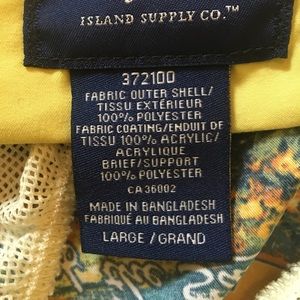 ISLAND SUPPLY CO.™
372100
FABRIC OUTER SHELL/
TISSU EXTÉRIEUR
100% POLYESTER
FABRIC COATING/ENDUIT DE
TISSU 100% ACRYLIC/
ACRYLIQUE
BRIEF/SUPPORT
100% POLYESTER
CA 36002
MADE IN BANGLADESH
FABRIQUÉ AU BANGLADESH
LARGE / GRAND